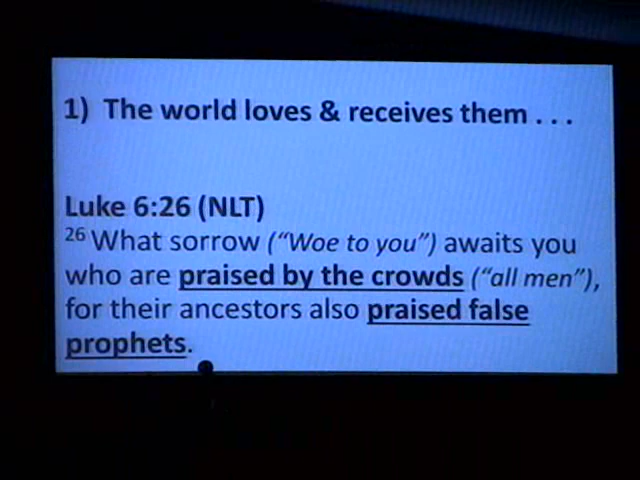 1) The world loves & receives them . . .
Luke 6:26 (NLT)
26 What sorrow (“Woe to you”) awaits you
who are praised by the crowds (“all men”),
for their ancestors also praised false
prophets.